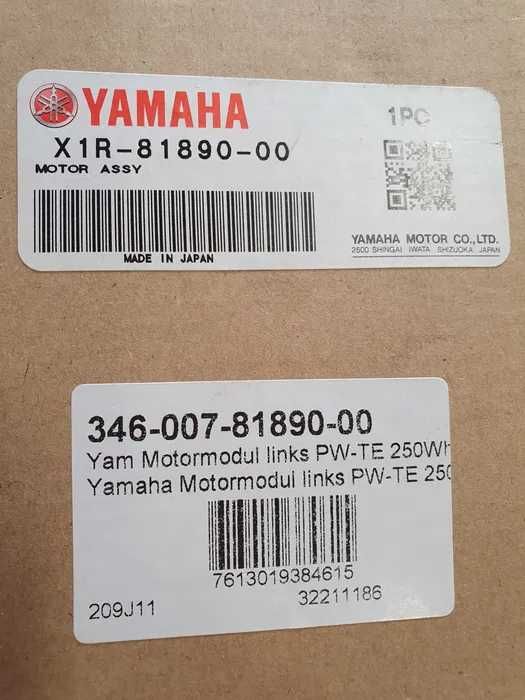 YAMAHA
1PC
X1R-81890-00
MOTOR ASSY
YAMAHA MOTOR CO.,LTD.
2500 SHINGAI IWATA SHIZUOKA JAPAN
MADE IN JAPAN
346-007-81890-00
Yam Motormodul links PW-TE 250Wh
Yamaha Motormodul links PW-TE 250
7613019384615
209J11
32211186